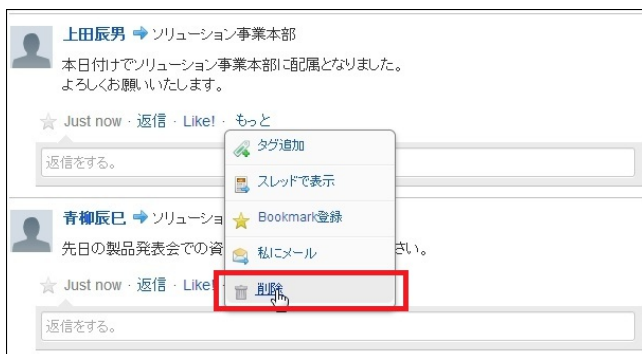 上田辰男 ソリューション事業本部
本日付けでソリューション事業本部に配属となりました。
よろしくお願いいたします。
Just now · 返信 · Like! · もっと
返信をする。
タグ追加
スレッドで表示
Bookmark登録
私にメール
削除
青柳辰巳 ソリューショ
先日の製品発表会での資
さい。
Just now · 返信 · Like!
返信をする。